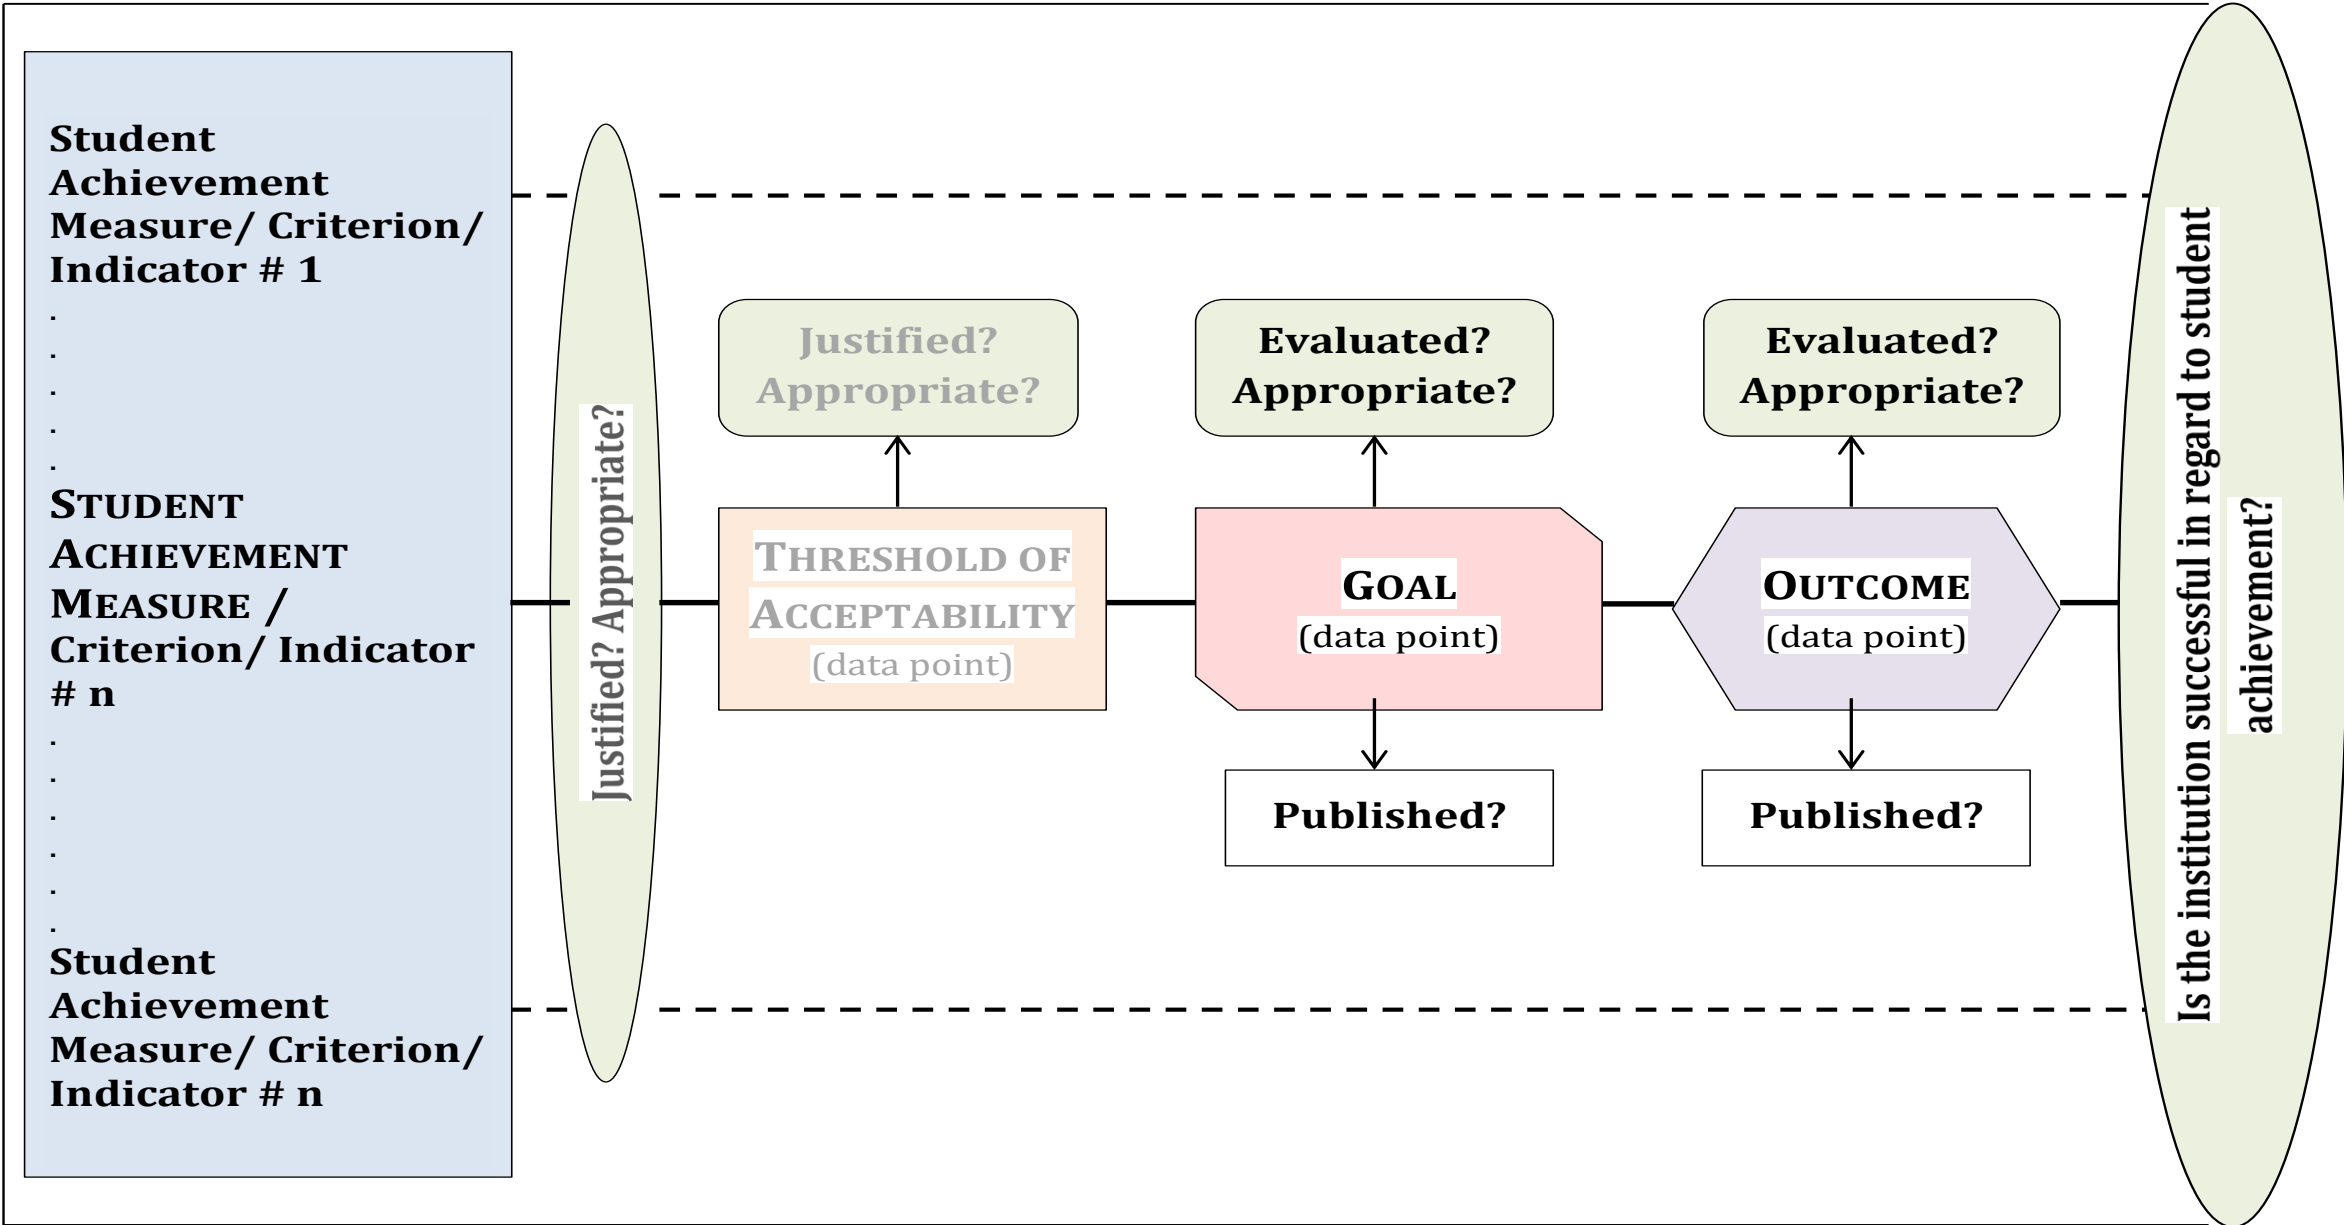 Student
Achievement
Measure/ Criterion/
Indicator # 1
.
.
.
.
.
STUDENT
ACHIEVEMENT
MEASURE /
Criterion/ Indicator
# n
.
.
.
.
.
.
Student
Achievement
Measure/ Criterion/
Indicator # n
Justified? Appropriate?
Justified?
Appropriate?
THRESHOLD OF
ACCEPTABILITY
(data point)
Evaluated?
Appropriate?
GOAL
(data point)
Published?
Evaluated?
Appropriate?
OUTCOME
(data point)
Published?
Is the institution successful in regard to student
achievement?